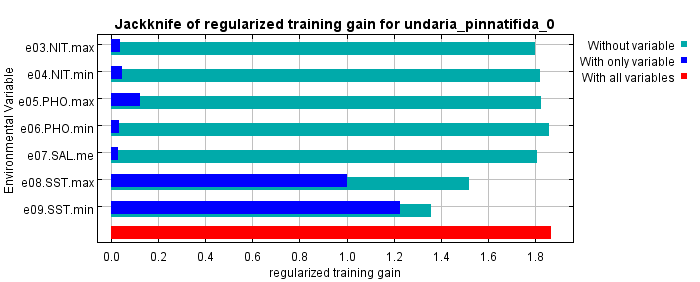 Jackknife of regularized training gain for undaria_pinnatifida_0
Environmental Variable
e03.NIT.max
e04.NIT.min
e05.PHO.max
e06.PHO.min
e07.SAL.me
e08.SST.max
e09.SST.min
Without variable
With only variable
With all variables
0.0 0.2 0.4 0.6 0.8 1.0 1.2 1.4 1.6 1.8
regularized training gain